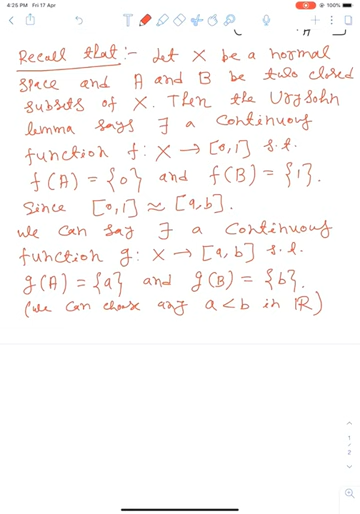 4:25 PM Fri 17 Apr
100%
Recall that :- Let X be a normal
space and A and B be two closed
subsets of X. Then the Urysohn
lemma says ∃ a continuous
function f: X → [0,1] s.t.
f(A) = {0} and f(B) = {1}.
Since [0,1] ≈ [a,b].
We can say ∃ a continuous
function g: X → [a,b] s.t.
g(A) = {a} and g(B) = {b}.
(we can choose any a < b in ℝ)
1
/
2